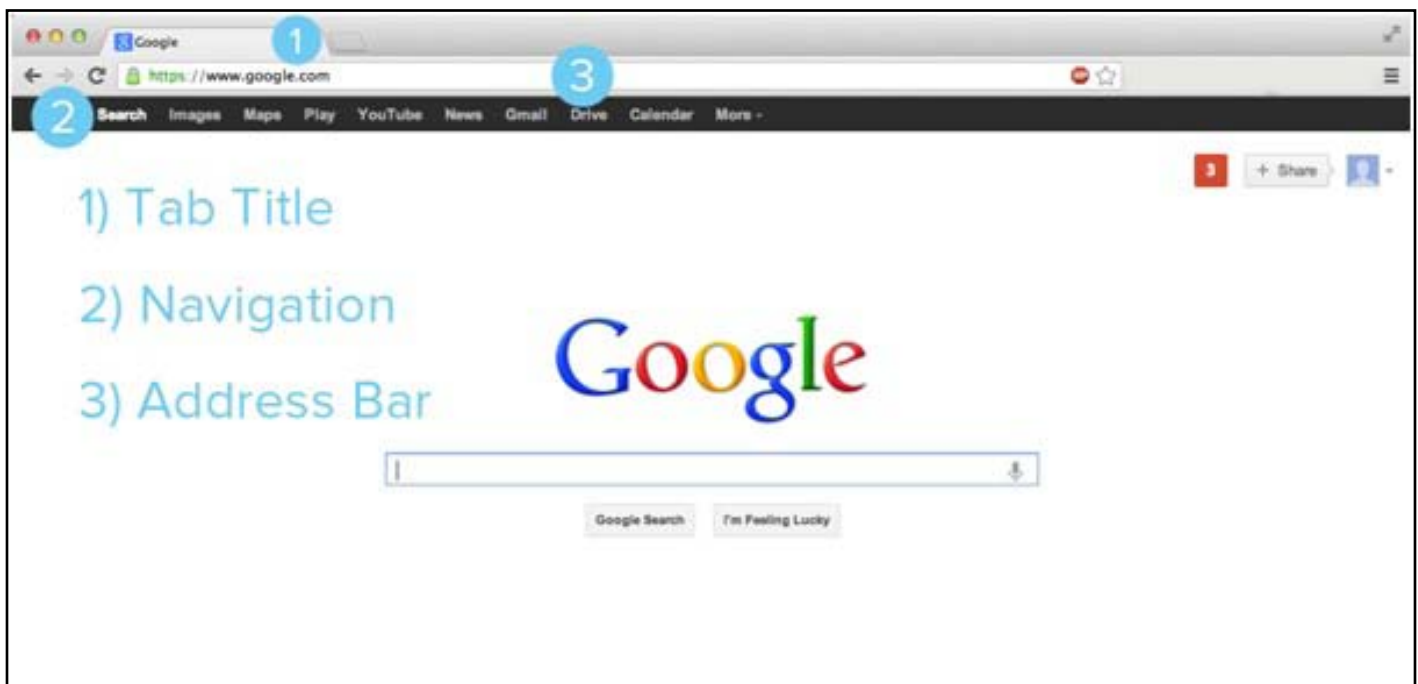 Google
1
https://www.google.com
3
ABP
2
Search Images Maps Play YouTube News Gmail Drive Calendar More
3 + Share
1) Tab Title
2) Navigation
3) Address Bar
Google
Google Search I'm Feeling Lucky